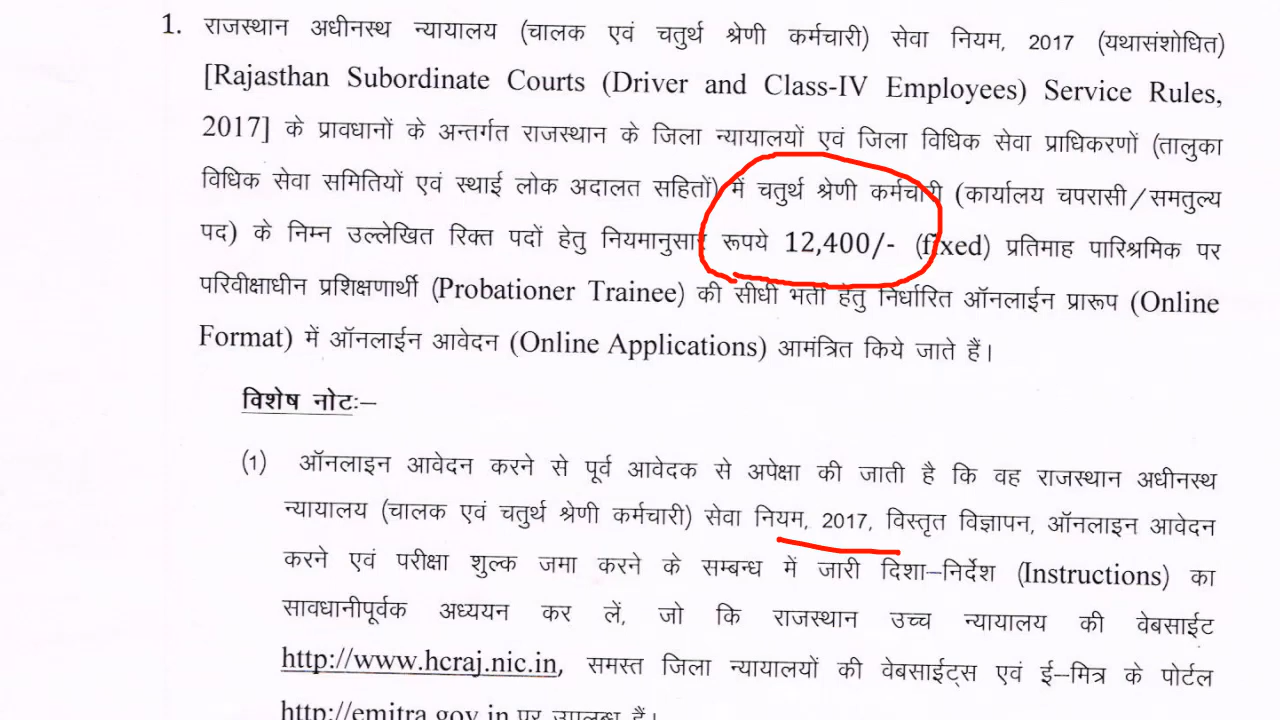 1. राजस्थान अधीनस्थ न्यायालय (चालक एवं चतुर्थ श्रेणी कर्मचारी) सेवा नियम, 2017 (यथासंशोधित)
[Rajasthan Subordinate Courts (Driver and Class-IV Employees) Service Rules,
2017] के प्रावधानों के अन्तर्गत राजस्थान के जिला न्यायालयों एवं जिला विधिक सेवा प्राधिकरणों (तालुका
विधिक सेवा समितियों एवं स्थाई लोक अदालत सहितों) में चतुर्थ श्रेणी कर्मचारी (कार्यालय चपरासी/समतुल्य
पद) के निम्न उल्लेखित रिक्त पदों हेतु नियमानुसार रूपये 12,400/- (fixed) प्रतिमाह पारिश्रमिक पर
परिवीक्षाधीन प्रशिक्षणार्थी (Probationer Trainee) की सीधी भर्ती हेतु निर्धारित ऑनलाईन प्रारूप (Online
Format) में ऑनलाईन आवेदन (Online Applications) आमंत्रित किये जाते हैं।
विशेष नोटः–
(1) ऑनलाइन आवेदन करने से पूर्व आवेदक से अपेक्षा की जाती है कि वह राजस्थान अधीनस्थ
न्यायालय (चालक एवं चतुर्थ श्रेणी कर्मचारी) सेवा नियम, 2017, विस्तृत विज्ञापन, ऑनलाइन आवेदन
करने एवं परीक्षा शुल्क जमा करने के सम्बन्ध में जारी दिशा–निर्देश (Instructions) का
सावधानीपूर्वक अध्ययन कर लें, जो कि राजस्थान उच्च न्यायालय की वेबसाईट
http://www.hcraj.nic.in, समस्त जिला न्यायालयों की वेबसाईट्स एवं ई–मित्र के पोर्टल
http://emitra.gov.in पर उपलब्ध हैं।